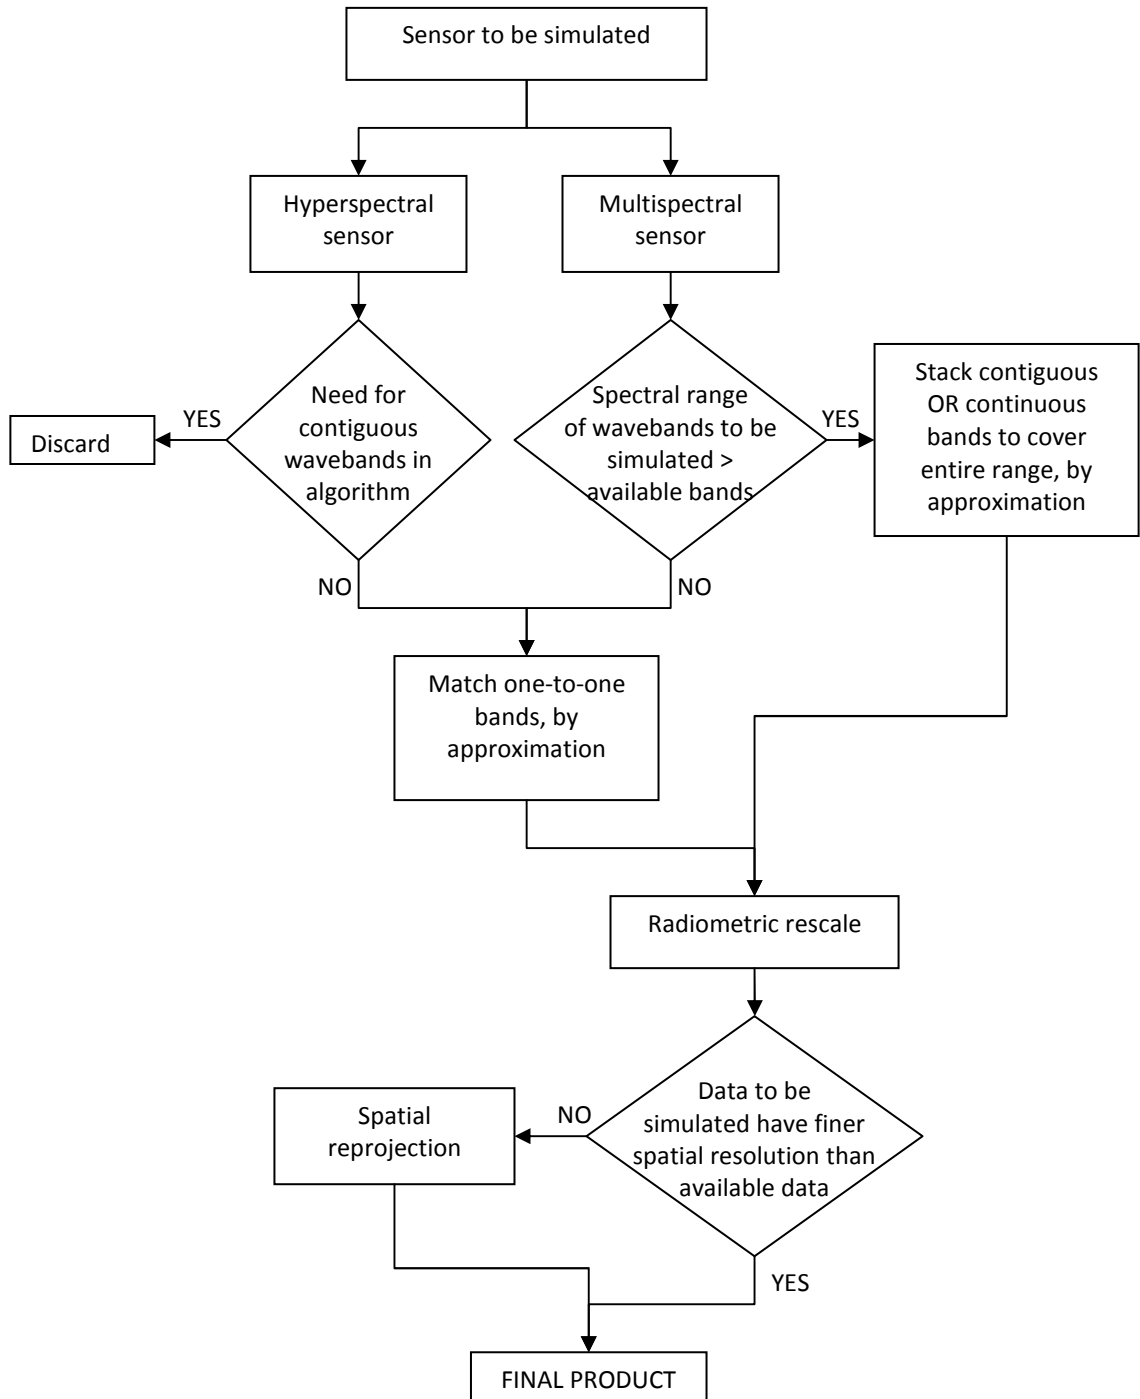 Sensor to be simulated
Hyperspectral
sensor
Multispectral
sensor
Need for
contiguous
wavebands in
algorithm
YES
Discard
Spectral range
of wavebands to be
simulated >
available bands
YES
Stack contiguous
OR continuous
bands to cover
entire range, by
approximation
NO
NO
Match one-to-one
bands, by
approximation
Radiometric rescale
Data to be
simulated have finer
spatial resolution than
available data
NO
Spatial
reprojection
YES
FINAL PRODUCT